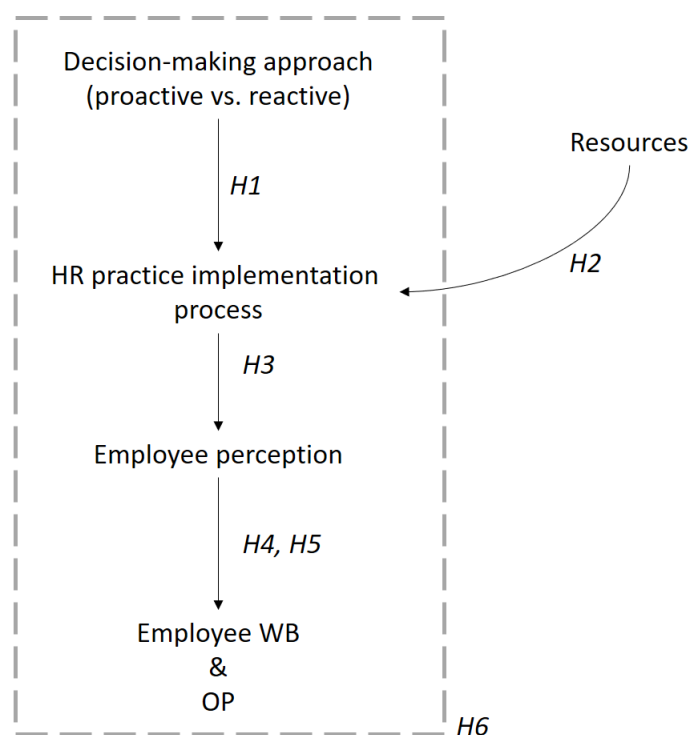 Decision-making approach
(proactive vs. reactive)
Resources
H1
H2
HR practice implementation
process
H3
Employee perception
H4, H5
Employee WB
&
OP
H6